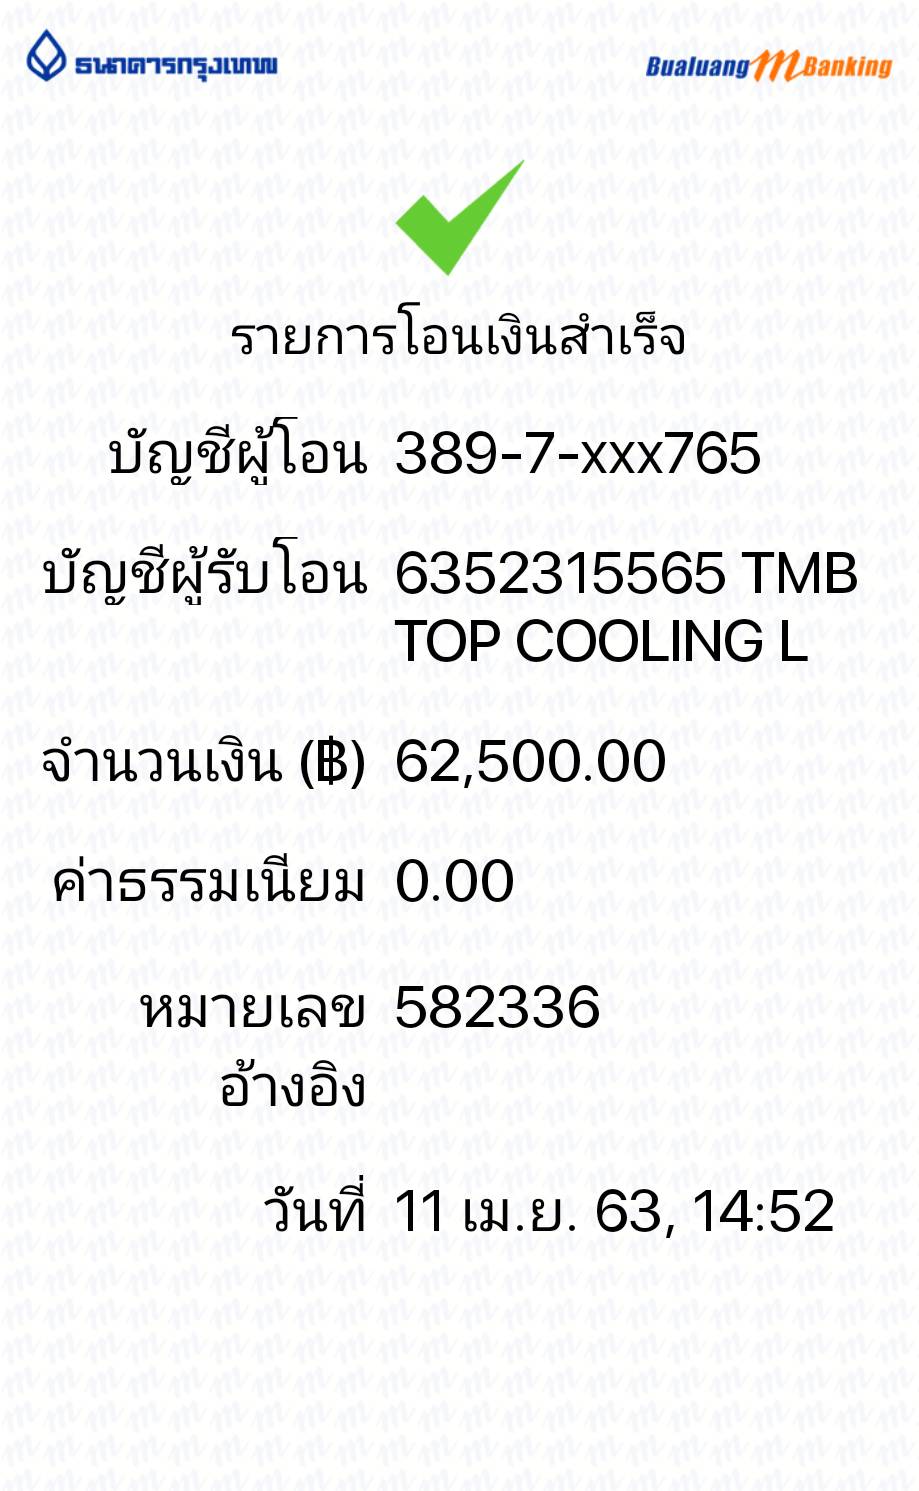 ธนาคารกรุงเทพ Bualuang mBanking
รายการโอนเงินสำเร็จ
บัญชีผู้โอน 389-7-xxx765
บัญชีผู้รับโอน 6352315565 TMB
TOP COOLING L
จำนวนเงิน (฿) 62,500.00
ค่าธรรมเนียม 0.00
หมายเลข 582336
อ้างอิง
วันที่ 11 เม.ย. 63, 14:52